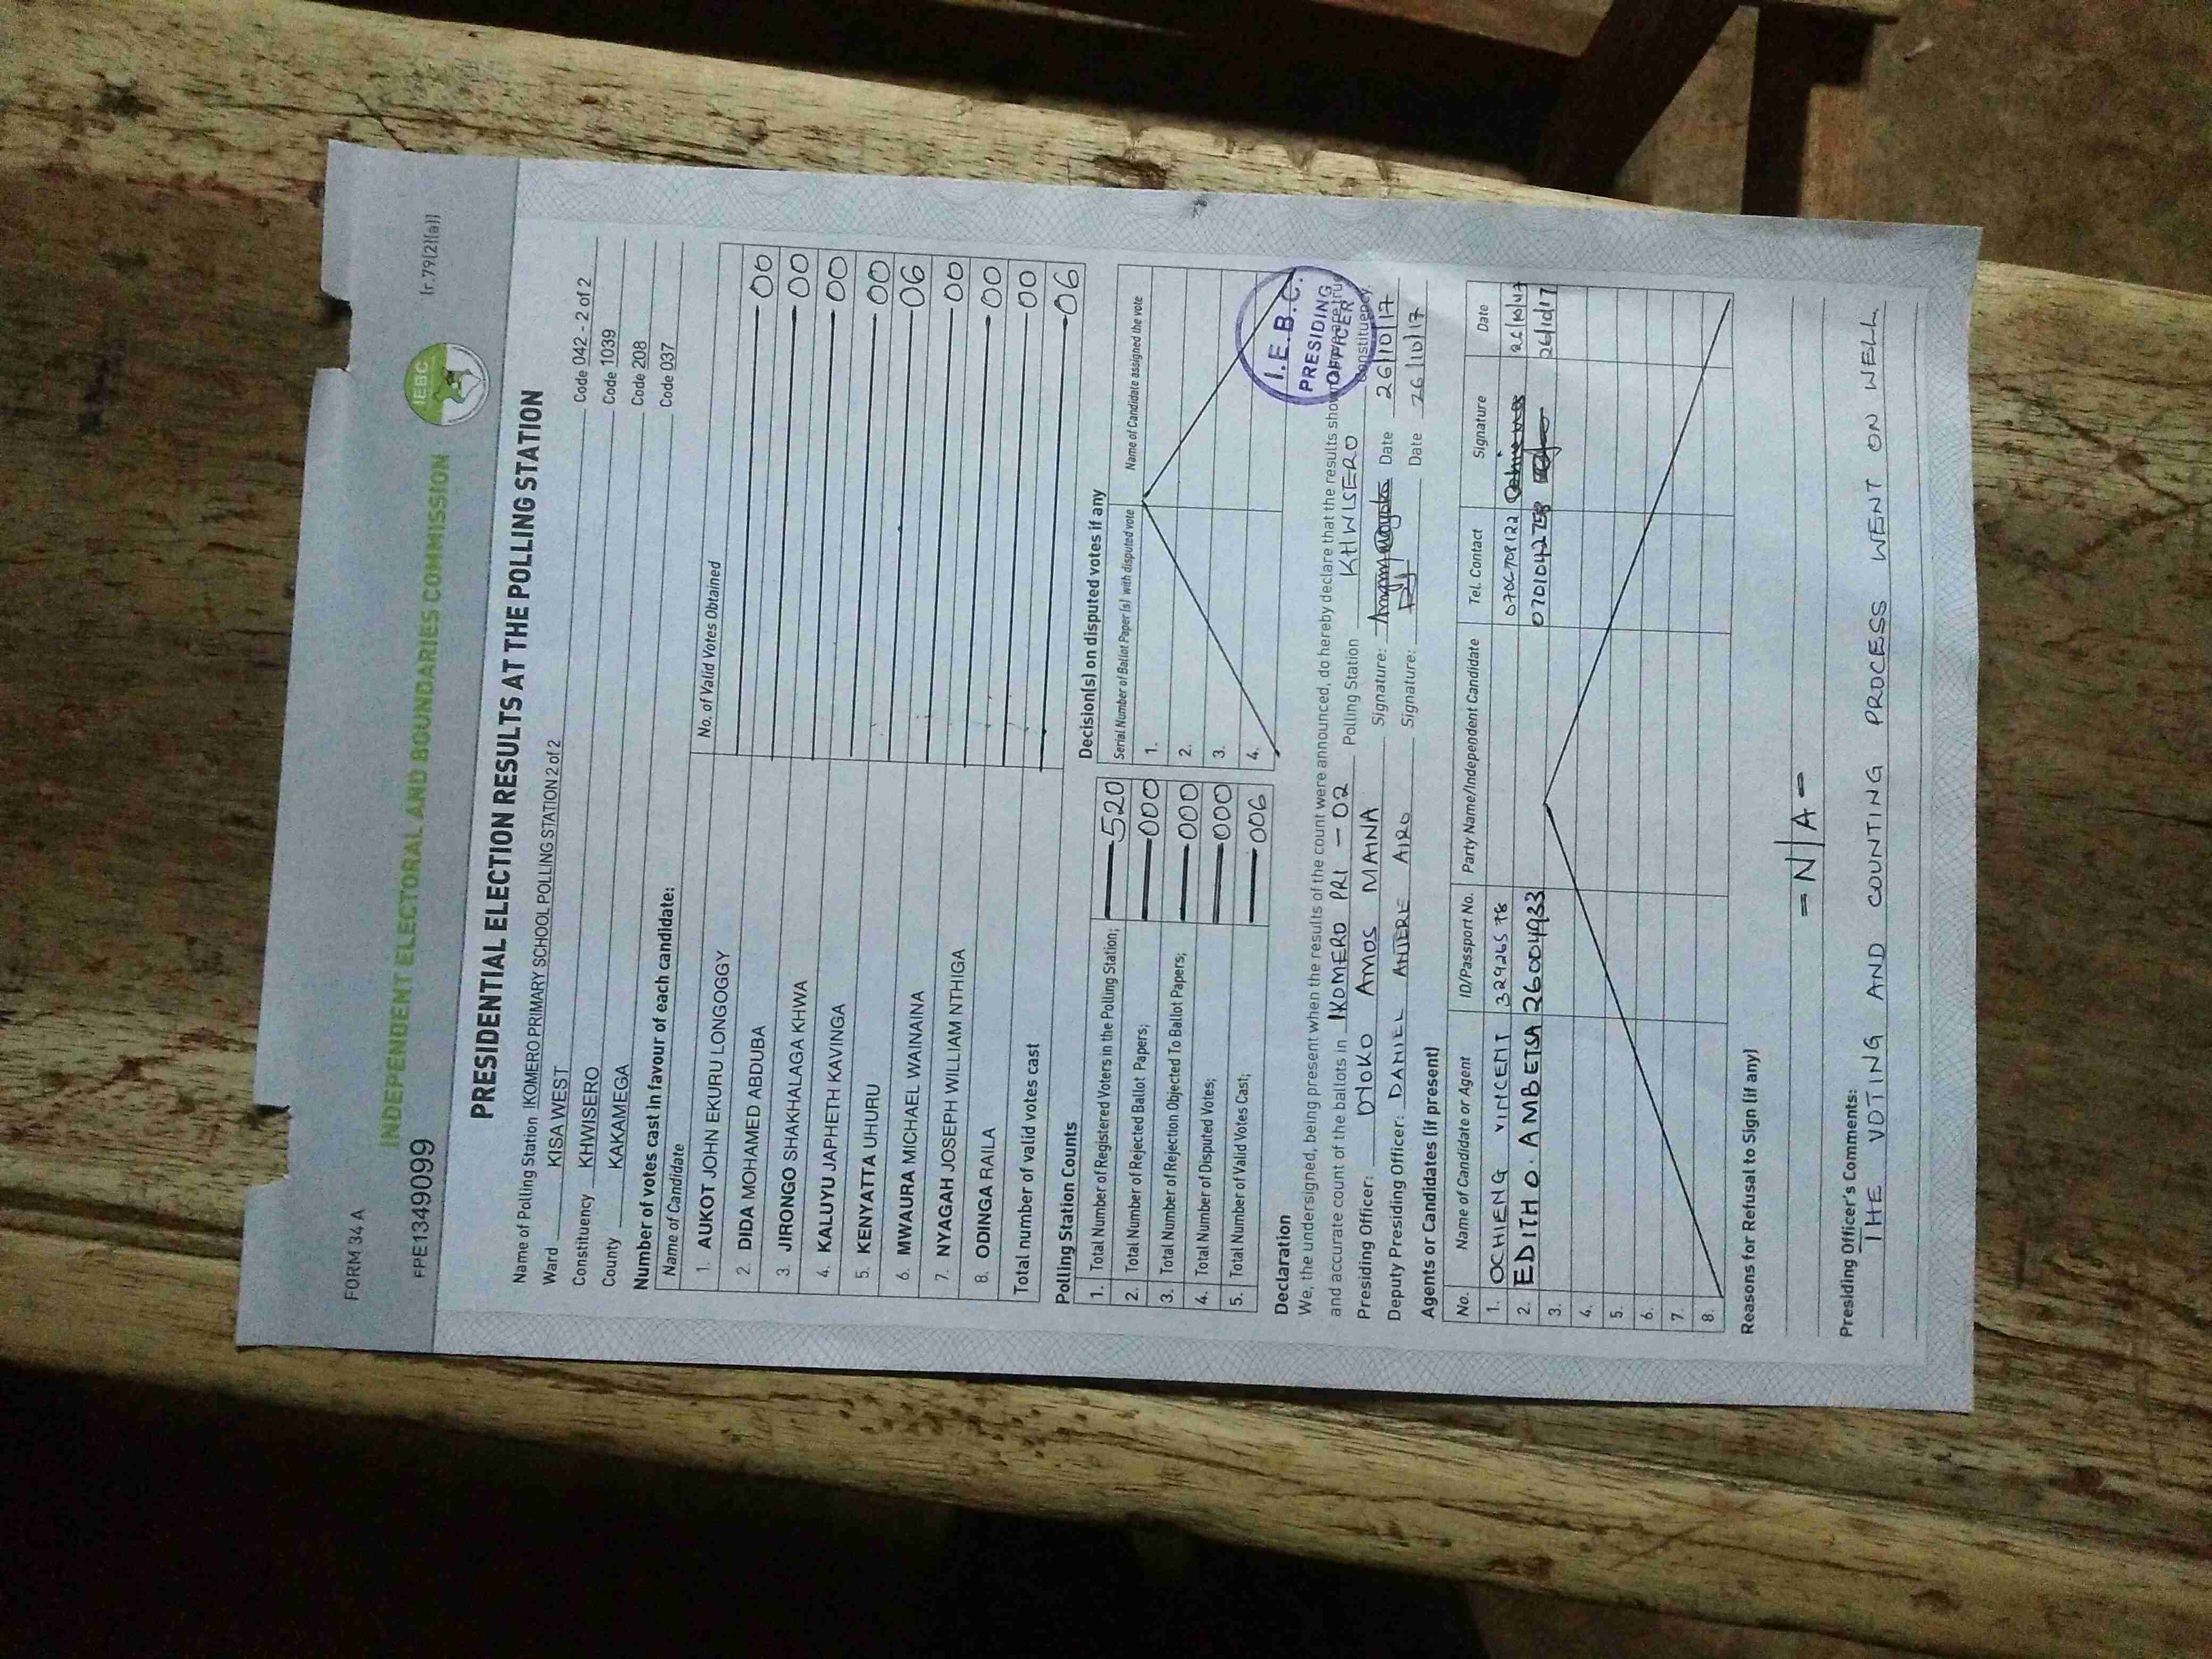 FORM 34 A
[r.79(2)(a)]
INDEPENDENT ELECTORAL AND BOUNDARIES COMMISSION
IEBC
FPE1349099
PRESIDENTIAL ELECTION RESULTS AT THE POLLING STATION
Name of Polling Station IKOMERO PRIMARY SCHOOL POLLING STATION 2 of 2 Code 042 - 2 of 2
Ward KISA WEST Code 1039
Constituency KHWISERO Code 208
County KAKAMEGA Code 037
Number of votes cast in favour of each candidate:
Name of Candidate No. of Valid Votes Obtained
1. AUKOT JOHN EKURU LONGOGGY 00
2. DIDA MOHAMED ABDUBA 00
3. JIRONGO SHAKHALAGA KHWA 00
4. KALUYU JAPHETH KAVINGA 00
5. KENYATTA UHURU 06
6. MWAURA MICHAEL WAINAINA 00
7. NYAGAH JOSEPH WILLIAM NTHIGA 00
8. ODINGA RAILA 00
Total number of valid votes cast 06
Polling Station Counts
1. Total Number of Registered Voters in the Polling Station; 520
2. Total Number of Rejected Ballot Papers; 000
3. Total Number of Rejection Objected To Ballot Papers; 000
4. Total Number of Disputed Votes; 000
5. Total Number of Valid Votes Cast; 006
Decision(s) on disputed votes if any
Serial Number of Ballot Paper (s) with disputed vote Name of Candidate assigned the vote
1.
2.
3.
4.
I.E.B.C.
PRESIDING
OFFICER
Declaration
We, the undersigned, being present when the results of the count were announced, do hereby declare that the results shown above are true
and accurate count of the ballots in IKOMERO PRI - 02 Polling Station KHWISERO Constituency.
Presiding Officer: OLOKO AMOS MAINA Signature: Date 26/10/17
Deputy Presiding Officer: DANIEL AHERE AIRO Signature: Date 26/10/17
Agents or Candidates (if present)
No. Name of Candidate or Agent ID/Passport No. Party Name/Independent Candidate Tel. Contact Signature Date
1. OCHIENG VINCENT 32926578 0706708122 26/10/17
2. EDITH O. AMBETSA 26004933 0701042758 26/10/17
3.
4.
5.
6.
7.
8.
Reasons for Refusal to Sign (if any)
= N/A =
Presiding Officer's Comments:
THE VOTING AND COUNTING PROCESS WENT ON WELL